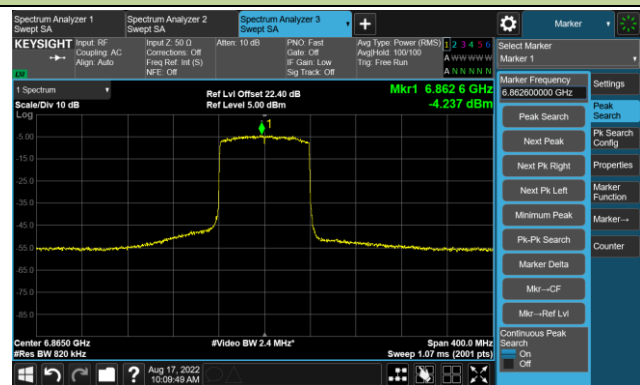 Spectrum Analyzer 1
Swept SA
Spectrum Analyzer 2
Swept SA
Spectrum Analyzer 3
Swept SA
+
Marker
KEYSIGHT
Input: RF
Coupling: AC
Align: Auto
Input Z: 50 Ω
Corrections: Off
Freq Ref: Int (S)
NFE: Off
Atten: 10 dB
PNO: Fast
Gate: Off
IF Gain: Low
Sig Track: Off
Avg Type: Power (RMS)
Avg|Hold: 100/100
Trig: Free Run
1 2 3 4 5 6
A W W W W W
A N N N N N
Select Marker
Marker 1
1 Spectrum
Scale/Div 10 dB
Log
Ref Lvl Offset 22.40 dB
Ref Level 5.00 dBm
Mkr1 6.862 6 GHz
-4.237 dBm
1
-5.00
-15.0
-25.0
-35.0
-45.0
-55.0
-65.0
-75.0
-85.0
Center 6.8650 GHz
#Res BW 820 kHz
#Video BW 2.4 MHz*
Span 400.0 MHz
Sweep 1.07 ms (2001 pts)
Marker Frequency
6.862600000 GHz
Peak Search
Next Peak
Next Pk Right
Next Pk Left
Minimum Peak
Pk-Pk Search
Marker Delta
Mkr→CF
Mkr→Ref Lvl
Continuous Peak
Search
On
Off
Settings
Peak
Search
Pk Search
Config
Properties
Marker
Function
Marker→
Counter
?
Aug 17, 2022
10:09:49 AM